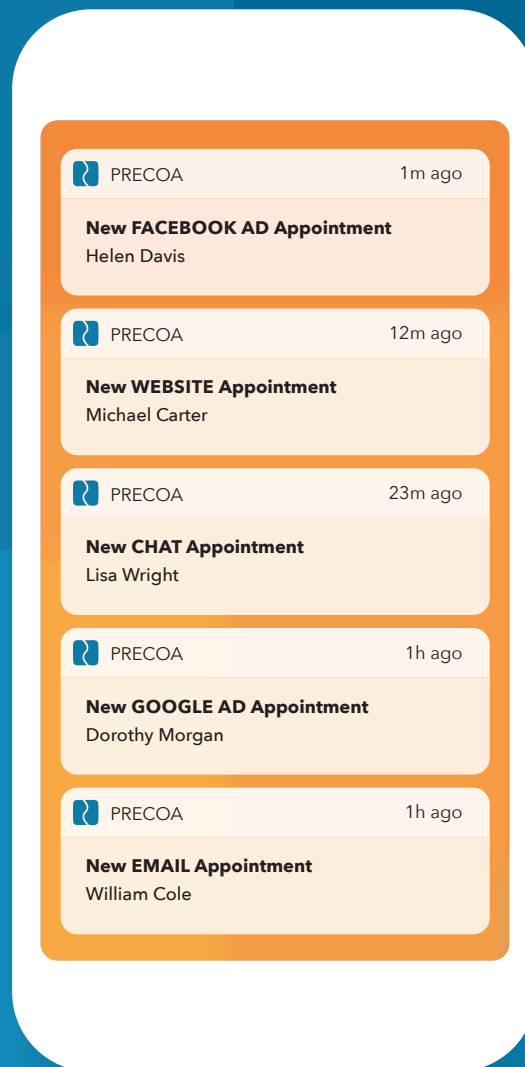 PRECOA 1m ago
New FACEBOOK AD Appointment
Helen Davis
PRECOA 12m ago
New WEBSITE Appointment
Michael Carter
PRECOA 23m ago
New CHAT Appointment
Lisa Wright
PRECOA 1h ago
New GOOGLE AD Appointment
Dorothy Morgan
PRECOA 1h ago
New EMAIL Appointment
William Cole